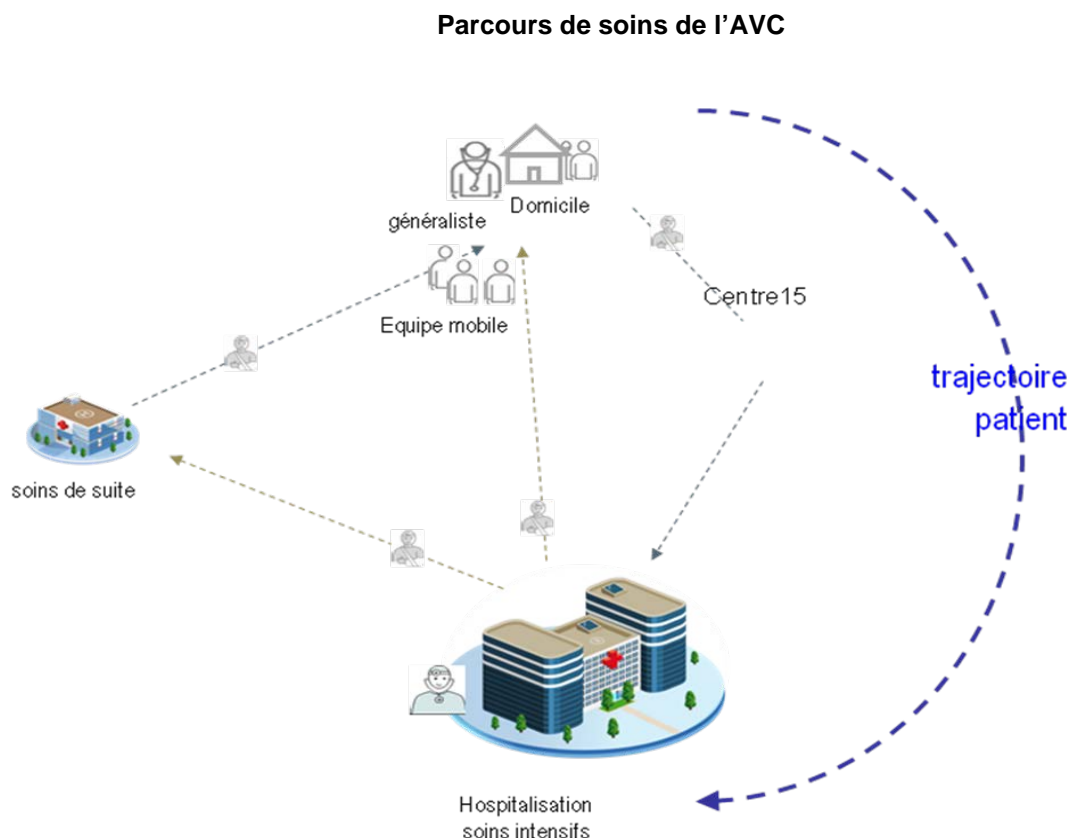 Parcours de soins de l’AVC
Domicile
généraliste
Centre15
Equipe mobile
trajectoire
patient
soins de suite
Hospitalisation
soins intensifs